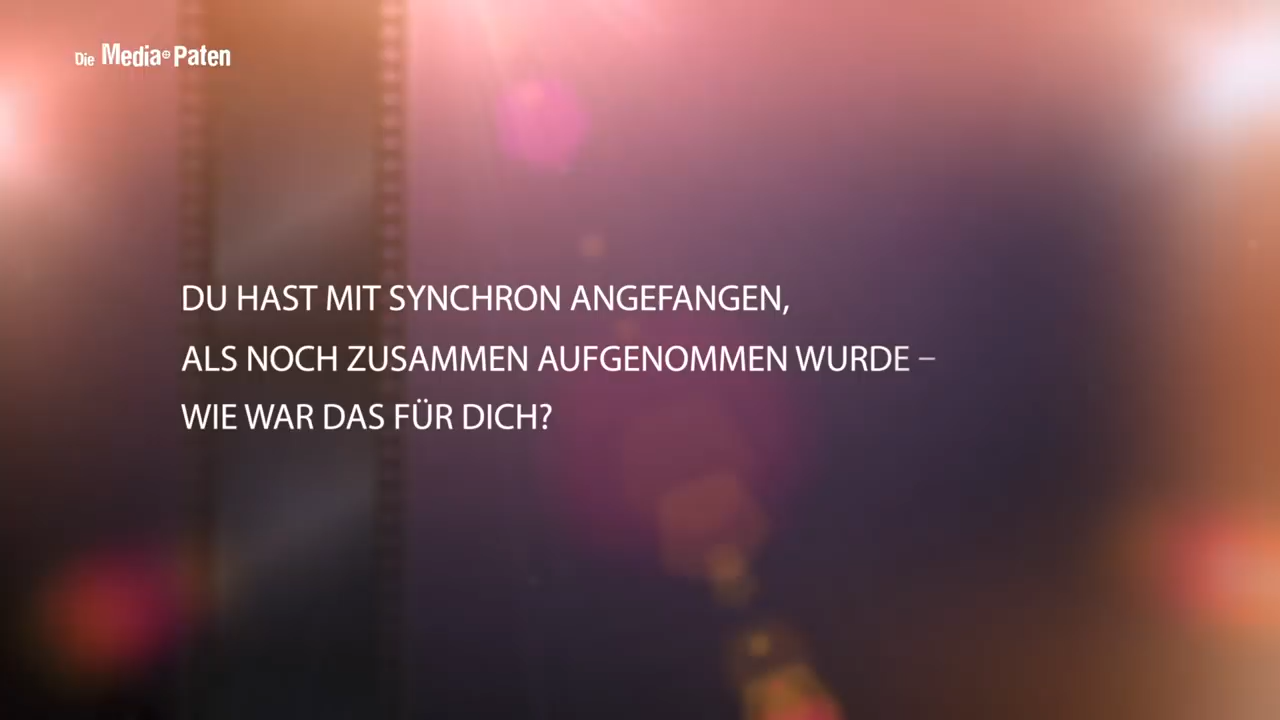 Die Media Paten
DU HAST MIT SYNCHRON ANGEFANGEN,
ALS NOCH ZUSAMMEN AUFGENOMMEN WURDE –
WIE WAR DAS FÜR DICH?